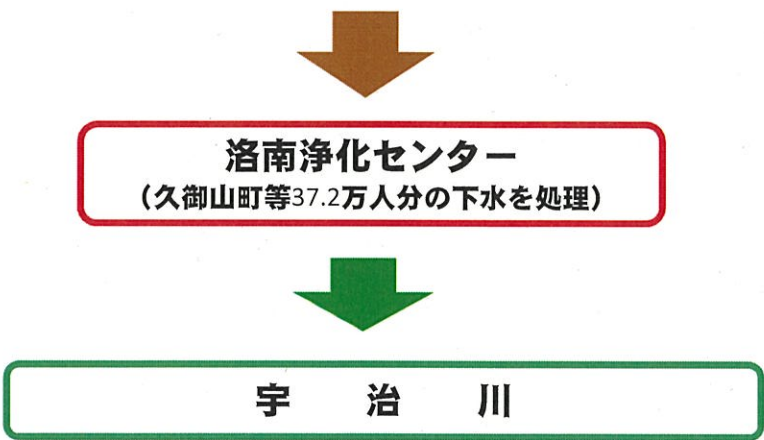 洛南浄化センター
（久御山町等37.2万人分の下水を処理）
宇　治　川